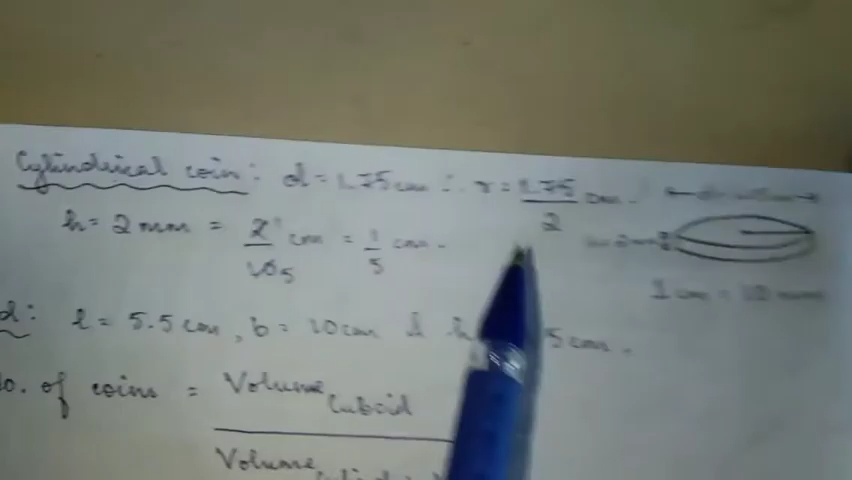 Cylindrical coin: d = 1.75 cm ∴ r = 1.75/2 cm.
h = 2 mm = 2/10 cm = 1/5 cm.
1 cm = 10 mm
d: l = 5.5 cm, b = 10 cm & h 5 cm.
No. of coins = Volume Cuboid
Volume